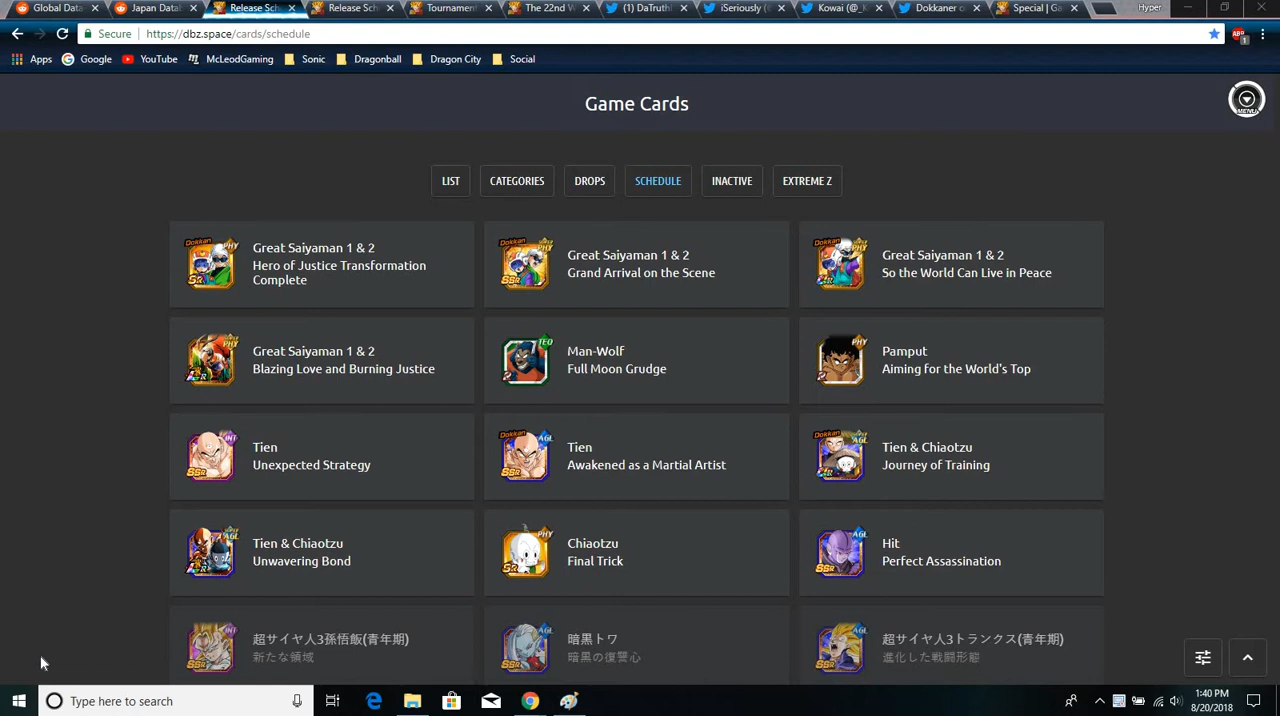 Global Data
Japan Datal
Release Sch
Release Sch
Tournament
The 22nd W
(1) DaTruthl
iSeriously (
Kowai (@_k
Dokkaner o
Special | Ga
Hyper
Secure https://dbz.space/cards/schedule
Apps Google YouTube McLeodGaming Sonic Dragonball Dragon City Social
Game Cards
MENU
LIST CATEGORIES DROPS SCHEDULE INACTIVE EXTREME Z
Great Saiyaman 1 & 2
Hero of Justice Transformation
Complete
Great Saiyaman 1 & 2
Grand Arrival on the Scene
Great Saiyaman 1 & 2
So the World Can Live in Peace
Great Saiyaman 1 & 2
Blazing Love and Burning Justice
Man-Wolf
Full Moon Grudge
Pamput
Aiming for the World's Top
Tien
Unexpected Strategy
Tien
Awakened as a Martial Artist
Tien & Chiaotzu
Journey of Training
Tien & Chiaotzu
Unwavering Bond
Chiaotzu
Final Trick
Hit
Perfect Assassination
超サイヤ人3孫悟飯(青年期)
新たな領域
暗黒トワ
暗黒の復讐心
超サイヤ人3トランクス(青年期)
進化した戦闘形態
Type here to search
1:40 PM
8/20/2018